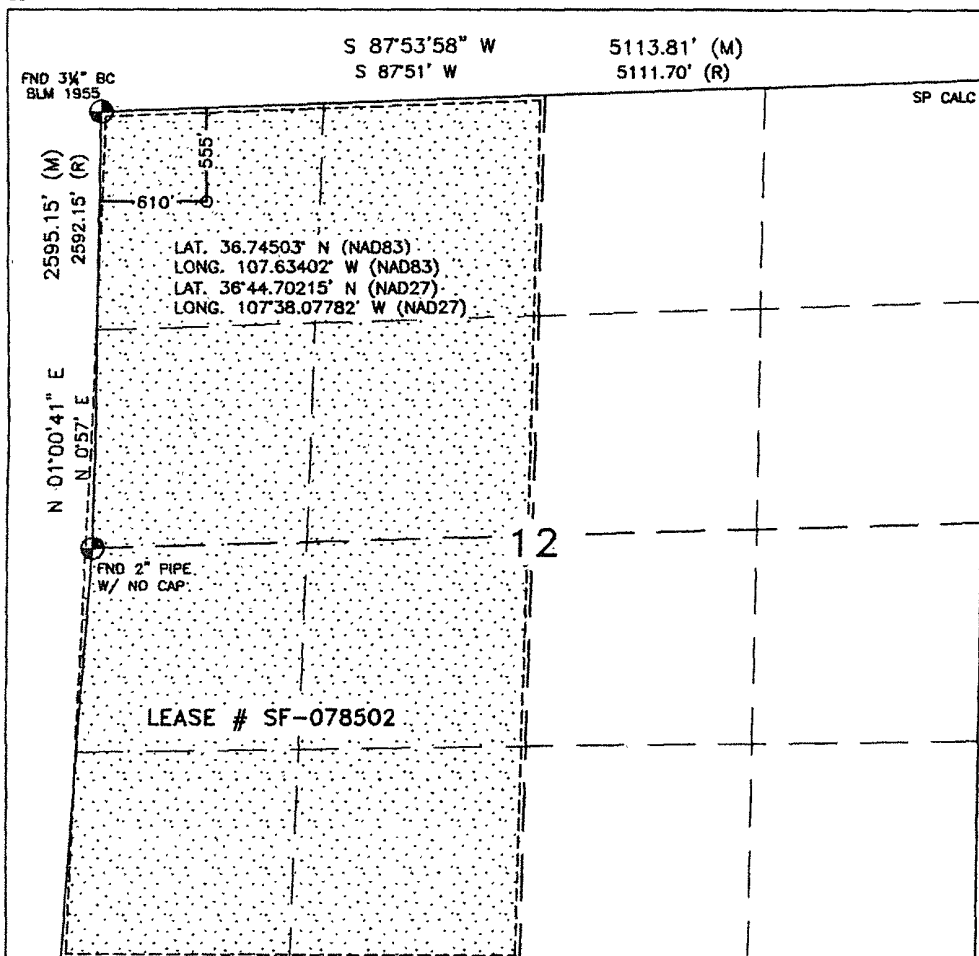 S 87°53'58" W 5113.81' (M)
S 87°51' W 5111.70' (R)
FND 3¼" BC
BLM 1955
SP CALC
2595.15' (M)
2592.15' (R)
555'
610'
LAT. 36.74503° N (NAD83)
LONG. 107.63402° W (NAD83)
LAT. 36°44.70215' N (NAD27)
LONG. 107°38.07782' W (NAD27)
N 01°00'41" E
N 0°57' E
12
FND 2" PIPE
W/ NO CAP
LEASE # SF-078502